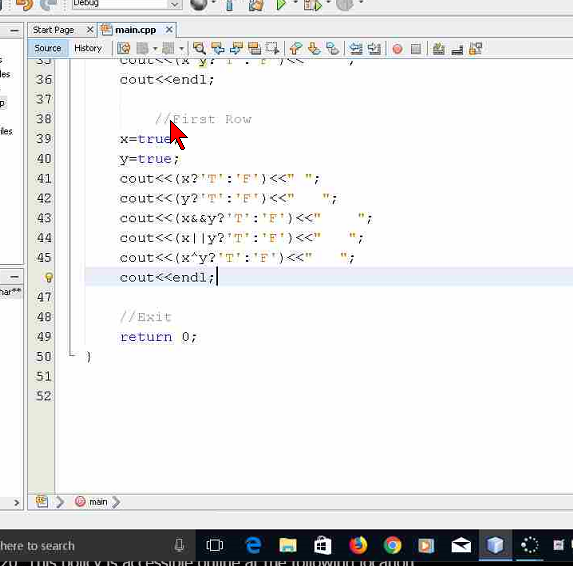 Debug
Start Page main.cpp
Source History
les
p
iles
har**
35 cout<<(x^y?'T':'F')<<" ";
36 cout<<endl;
37
38 //First Row
39 x=true;
40 y=true;
41 cout<<(x?'T':'F')<<" ";
42 cout<<(y?'T':'F')<<"   ";
43 cout<<(x&&y?'T':'F')<<"    ";
44 cout<<(x||y?'T':'F')<<"   ";
45 cout<<(x^y?'T':'F')<<"   ";
cout<<endl;
47
48 //Exit
49 return 0;
50 }
51
52
main
here to search
20. This policy is accessible online at the following location